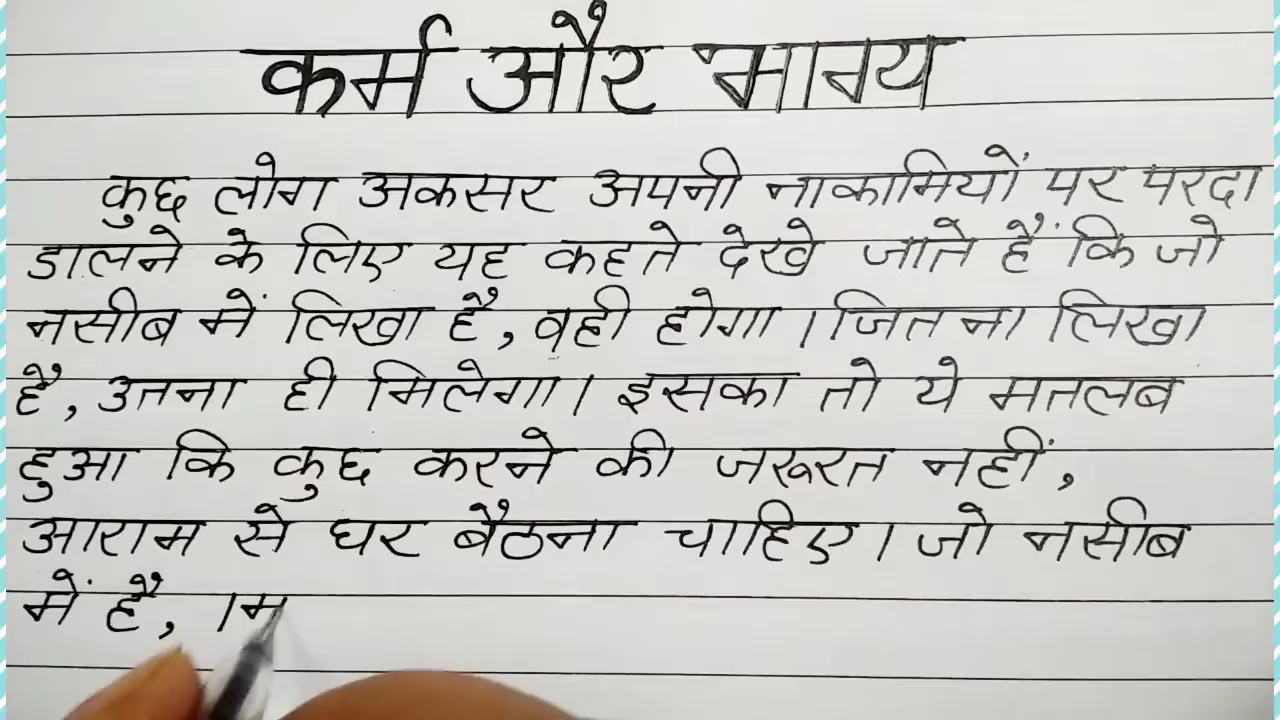 कर्म और भाग्य
कुछ लोग अकसर अपनी नाकामियों पर परदा
डालने के लिए यह कहते देखे जाते हैं कि जो
नसीब में लिखा है, वही होगा। जितना लिखा
है, उतना ही मिलेगा। इसका तो ये मतलब
हुआ कि कुछ करने की जरूरत नहीं,
आराम से घर बैठना चाहिए। जो नसीब
में है,